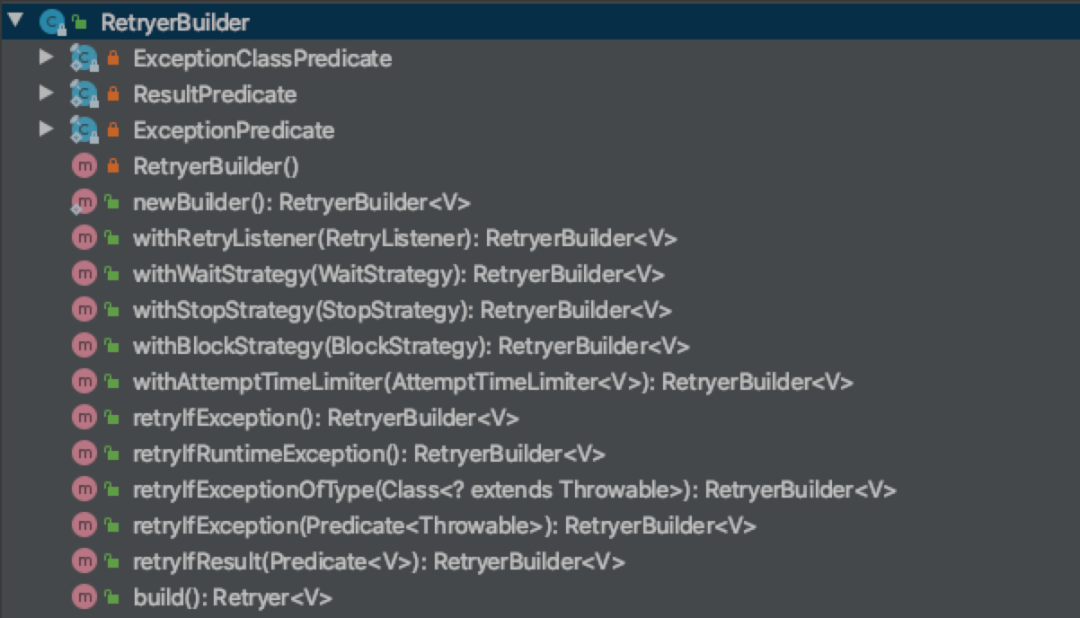 RetryerBuilder
ExceptionClassPredicate
ResultPredicate
ExceptionPredicate
RetryerBuilder()
newBuilder(): RetryerBuilder<V>
withRetryListener(RetryListener): RetryerBuilder<V>
withWaitStrategy(WaitStrategy): RetryerBuilder<V>
withStopStrategy(StopStrategy): RetryerBuilder<V>
withBlockStrategy(BlockStrategy): RetryerBuilder<V>
withAttemptTimeLimiter(AttemptTimeLimiter<V>): RetryerBuilder<V>
retryIfException(): RetryerBuilder<V>
retryIfRuntimeException(): RetryerBuilder<V>
retryIfExceptionOfType(Class<? extends Throwable>): RetryerBuilder<V>
retryIfException(Predicate<Throwable>): RetryerBuilder<V>
retryIfResult(Predicate<V>): RetryerBuilder<V>
build(): Retryer<V>